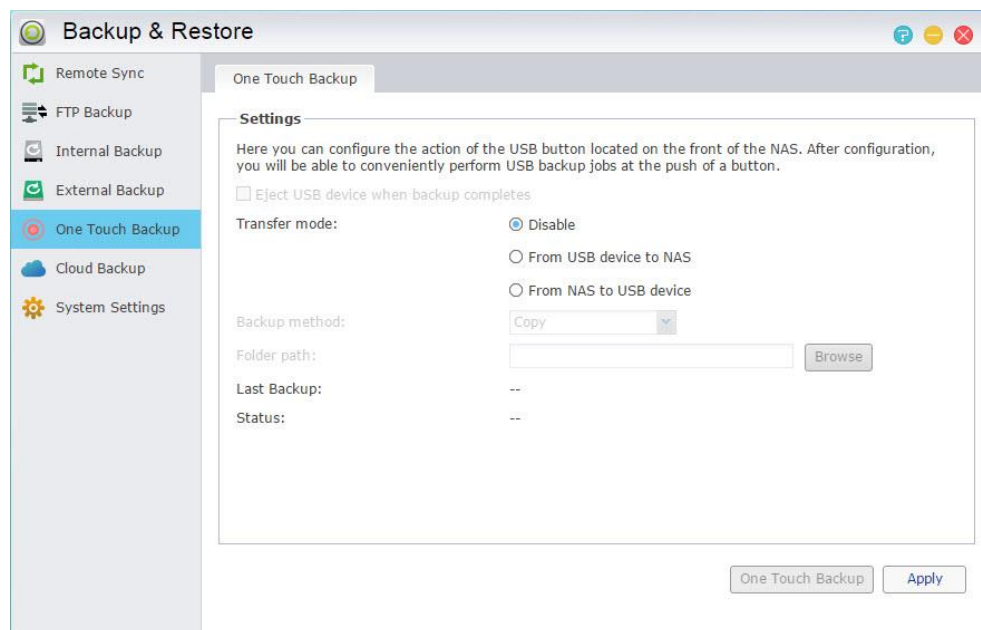 Backup & Restore
Remote Sync
FTP Backup
Internal Backup
External Backup
One Touch Backup
Cloud Backup
System Settings
One Touch Backup
Settings
Here you can configure the action of the USB button located on the front of the NAS. After configuration,
you will be able to conveniently perform USB backup jobs at the push of a button.
Eject USB device when backup completes
Transfer mode:
Disable
From USB device to NAS
From NAS to USB device
Backup method:
Copy
Folder path:
Browse
Last Backup:
--
Status:
--
One Touch Backup
Apply